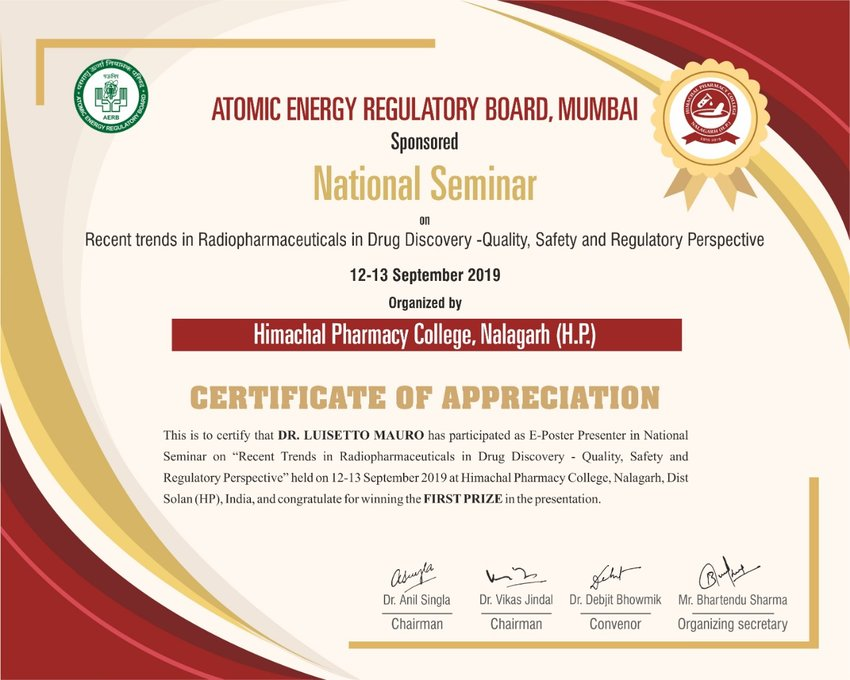 परमाणु ऊर्जा नियामक परिषद
ATOMIC ENERGY REGULATORY BOARD
AERB
HIMACHAL PHARMACY COLLEGE
NALAGARH (H.P.)
ATOMIC ENERGY REGULATORY BOARD, MUMBAI
Sponsored
National Seminar
on
Recent trends in Radiopharmaceuticals in Drug Discovery -Quality, Safety and Regulatory Perspective
12-13 September 2019
Organized by
Himachal Pharmacy College, Nalagarh (H.P.)
CERTIFICATE OF APPRECIATION
This is to certify that DR. LUISETTO MAURO has participated as E-Poster Presenter in National
Seminar on “Recent Trends in Radiopharmaceuticals in Drug Discovery - Quality, Safety and
Regulatory Perspective” held on 12-13 September 2019 at Himachal Pharmacy College, Nalagarh, Dist
Solan (HP), India, and congratulate for winning the FIRST PRIZE in the presentation.
Dr. Anil Singla Dr. Vikas Jindal Dr. Debjit Bhowmik Mr. Bhartendu Sharma
Chairman Chairman Convenor Organizing secretary